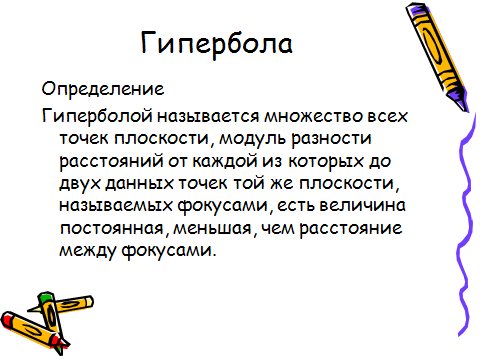 Гипербола
Определение
Гиперболой называется множество всех
точек плоскости, модуль разности
расстояний от каждой из которых до
двух данных точек той же плоскости,
называемых фокусами, есть величина
постоянная, меньшая, чем расстояние
между фокусами.